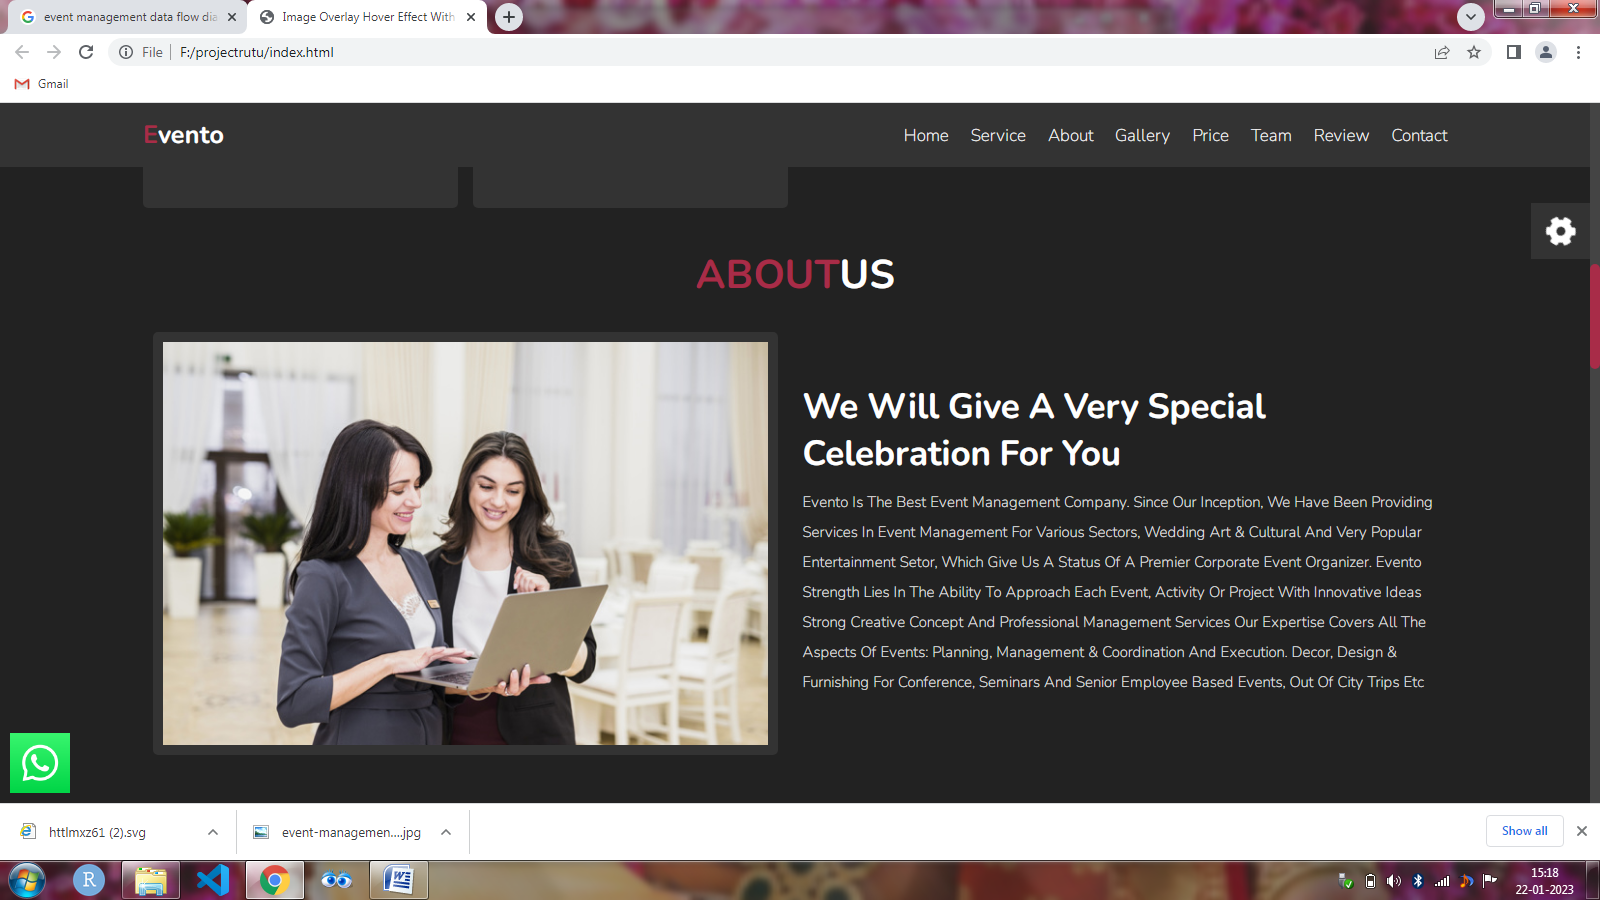 event management data flow dia
Image Overlay Hover Effect With
File
F:/projectrutu/index.html
Gmail
Evento
Home Service About Gallery Price Team Review Contact
ABOUTUS
We Will Give A Very Special
Celebration For You
Evento Is The Best Event Management Company. Since Our Inception, We Have Been Providing
Services In Event Management For Various Sectors, Wedding Art & Cultural And Very Popular
Entertainment Setor, Which Give Us A Status Of A Premier Corporate Event Organizer. Evento
Strength Lies In The Ability To Approach Each Event, Activity Or Project With Innovative Ideas
Strong Creative Concept And Professional Management Services Our Expertise Covers All The
Aspects Of Events: Planning, Management & Coordination And Execution. Decor, Design &
Furnishing For Conference, Seminars And Senior Employee Based Events, Out Of City Trips Etc
httlmxz61 (2).svg
event-managemen....jpg
Show all
R
W
15:18
22-01-2023